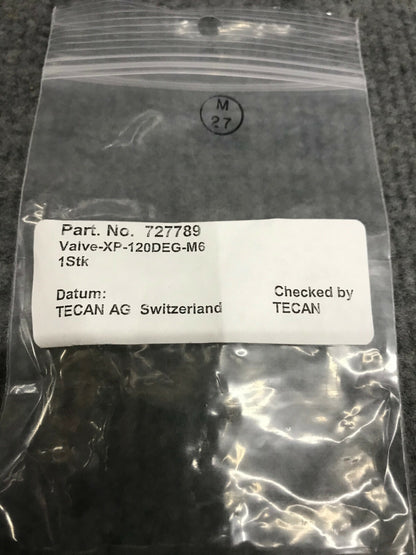 M
27
Part. No. 727789
Valve-XP-120DEG-M6
1Stk
Datum:
Checked by
TECAN AG Switzerland
TECAN